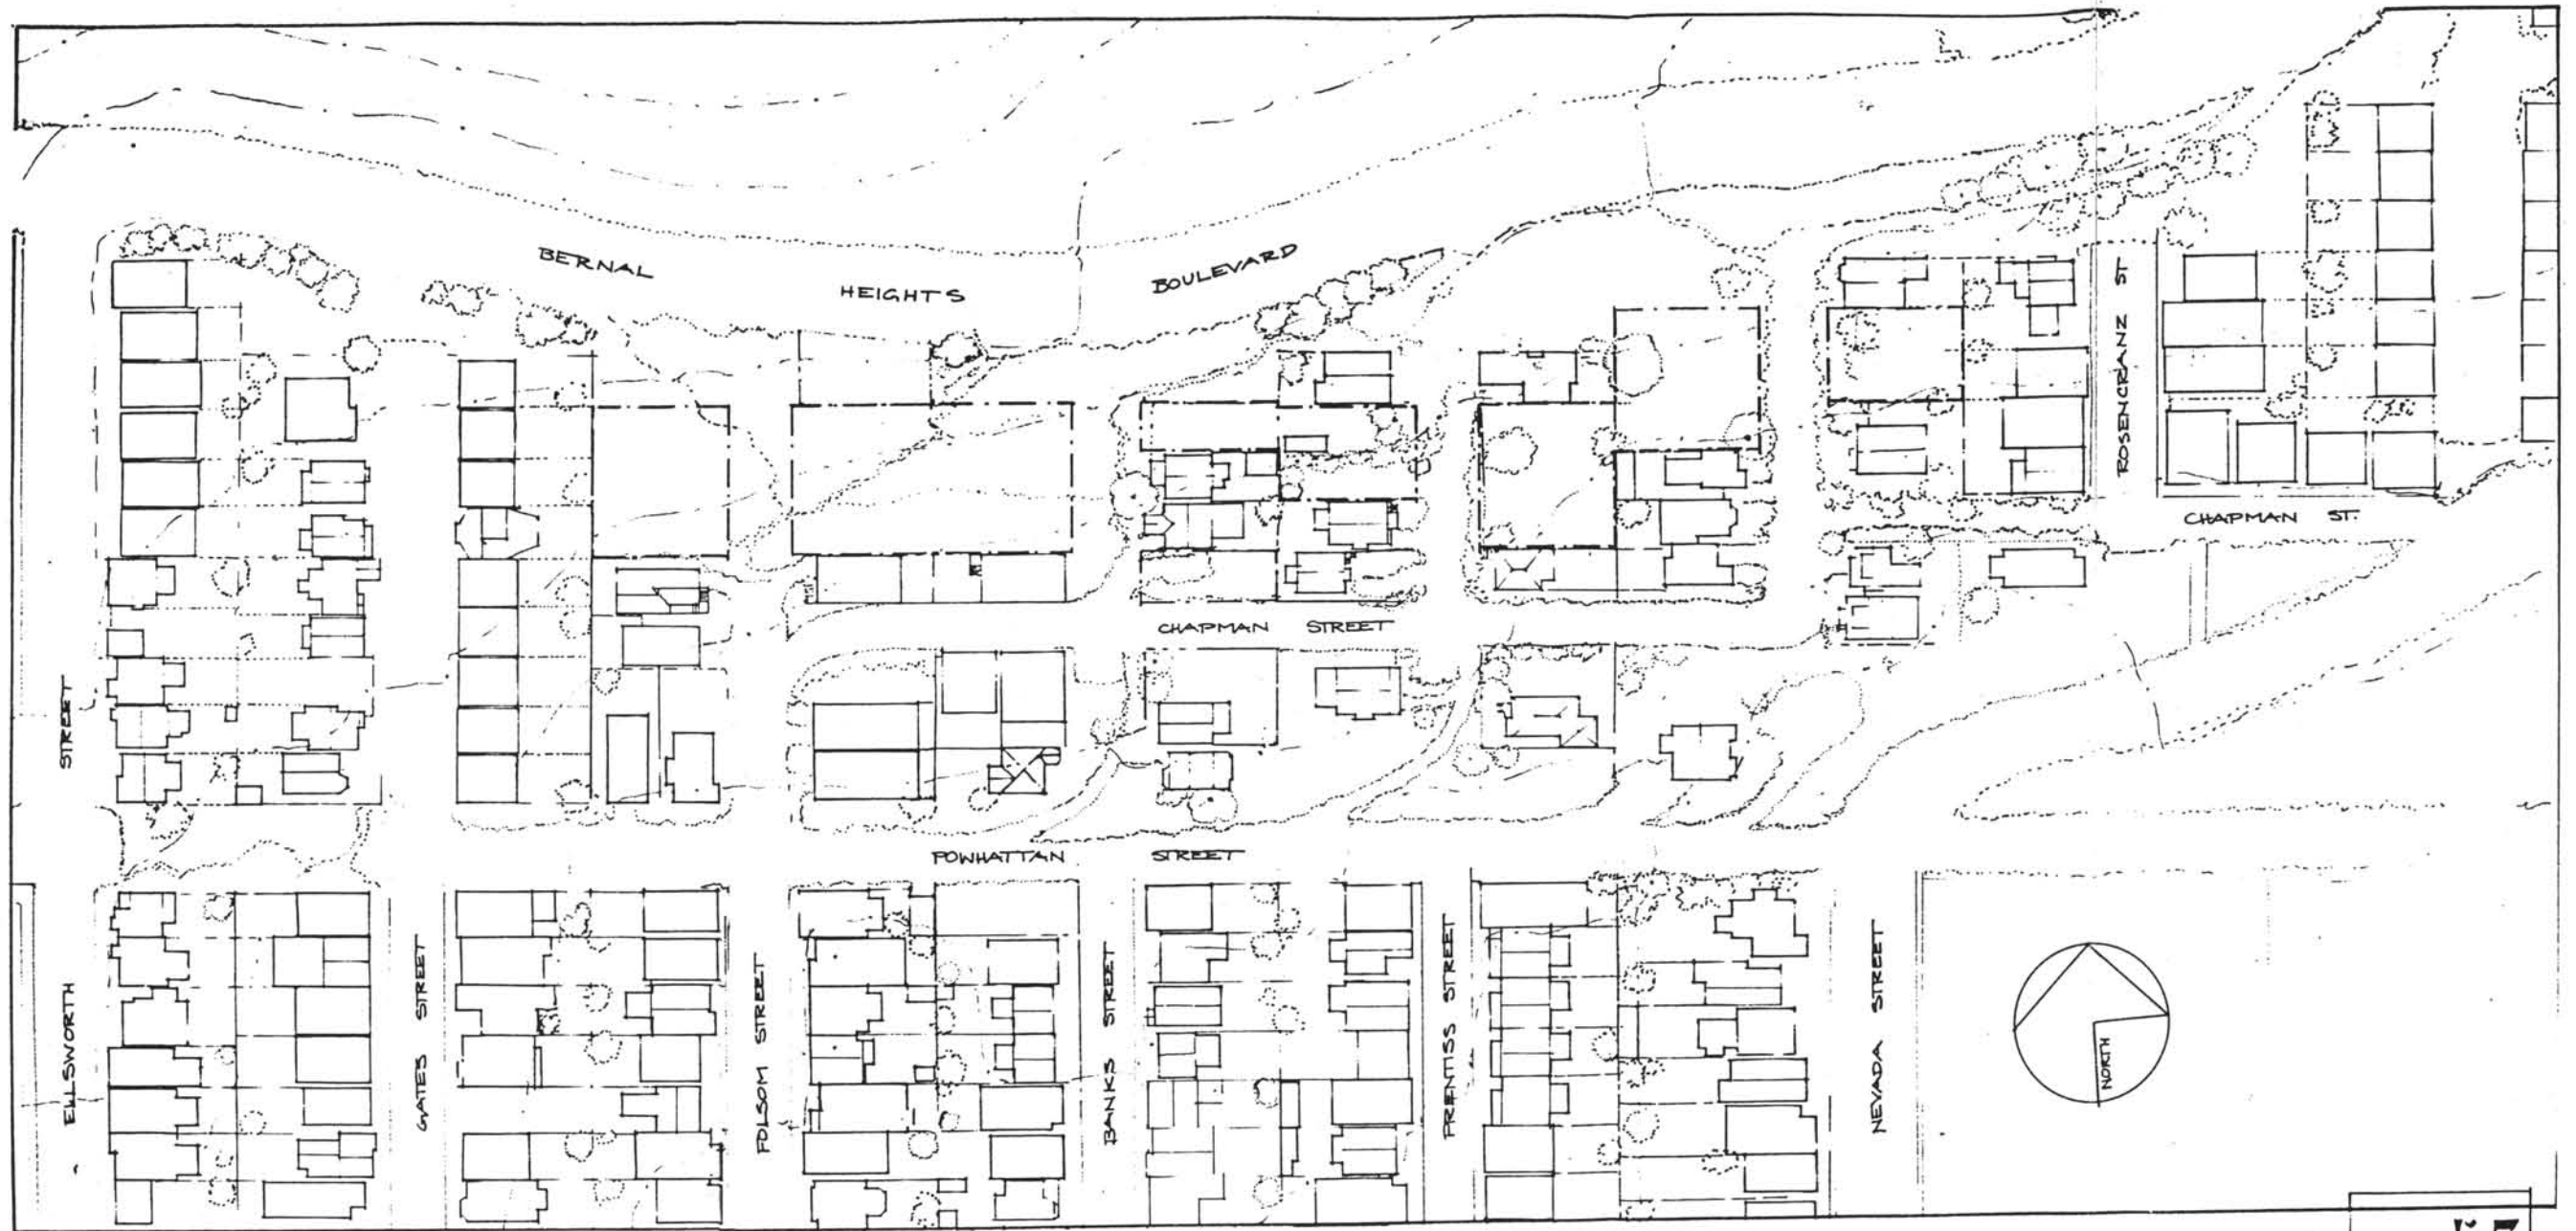 BERNAL HEIGHTS BOULEVARD
ROSENCRANZ ST
CHAPMAN ST.
CHAPMAN STREET
POWHATTAN STREET
ELLSWORTH STREET
GATES STREET
FOLSOM STREET
BANKS STREET
PRENTISS STREET
NEVADA STREET
NORTH